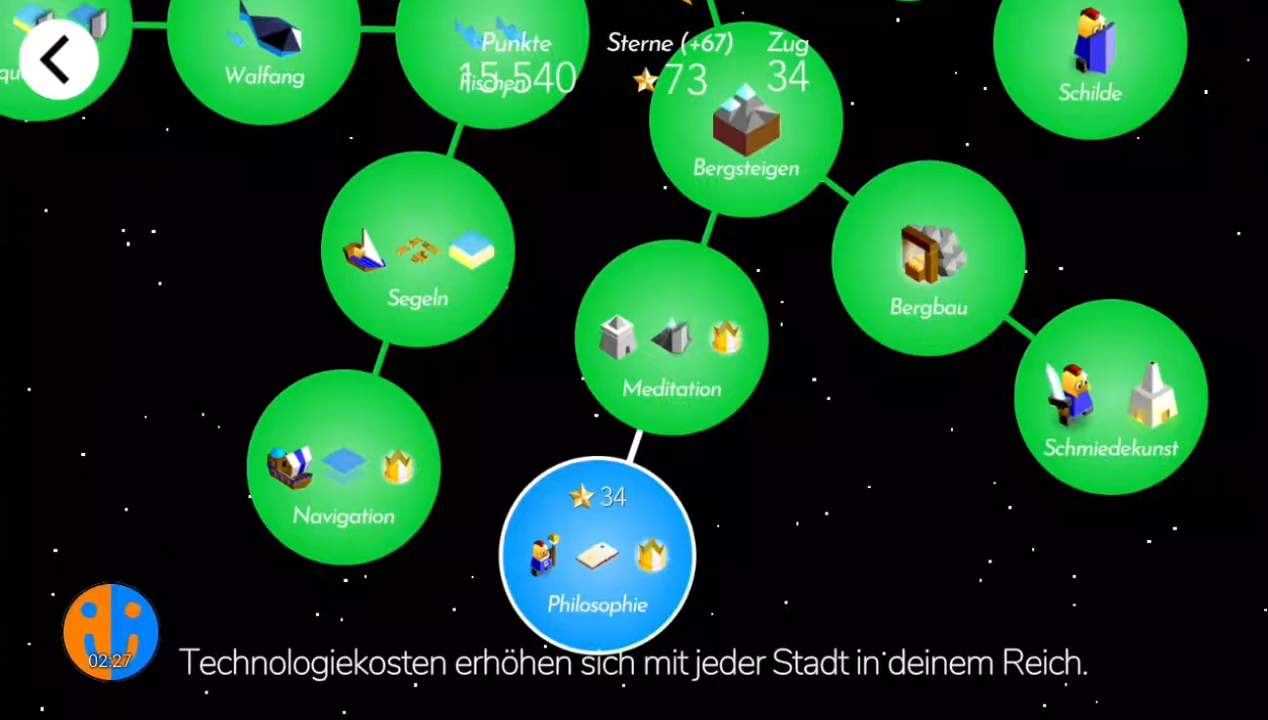 Punkte
Sterne (+67)
Zug
15,540
73
34
Walfang
Fischen
Schilde
Bergsteigen
Segeln
Bergbau
Meditation
Schmiedekunst
Navigation
34
Philosophie
02:27
Technologiekosten erhöhen sich mit jeder Stadt in deinem Reich.